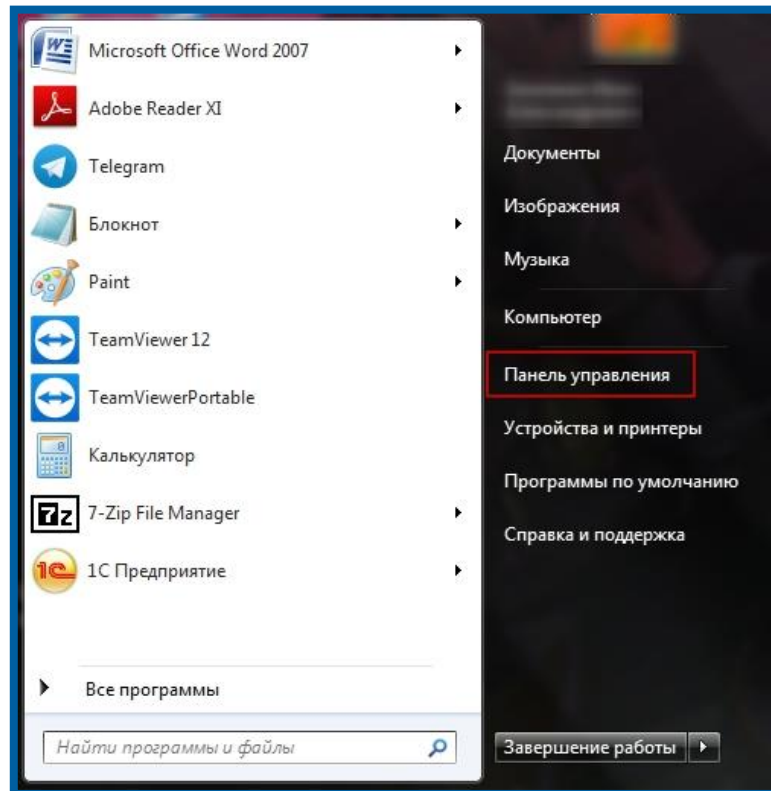 Microsoft Office Word 2007
Adobe Reader XI
Telegram
Блокнот
Paint
TeamViewer 12
TeamViewerPortable
Калькулятор
7-Zip File Manager
1С Предприятие
Все программы
Найти программы и файлы
Документы
Изображения
Музыка
Компьютер
Панель управления
Устройства и принтеры
Программы по умолчанию
Справка и поддержка
Завершение работы